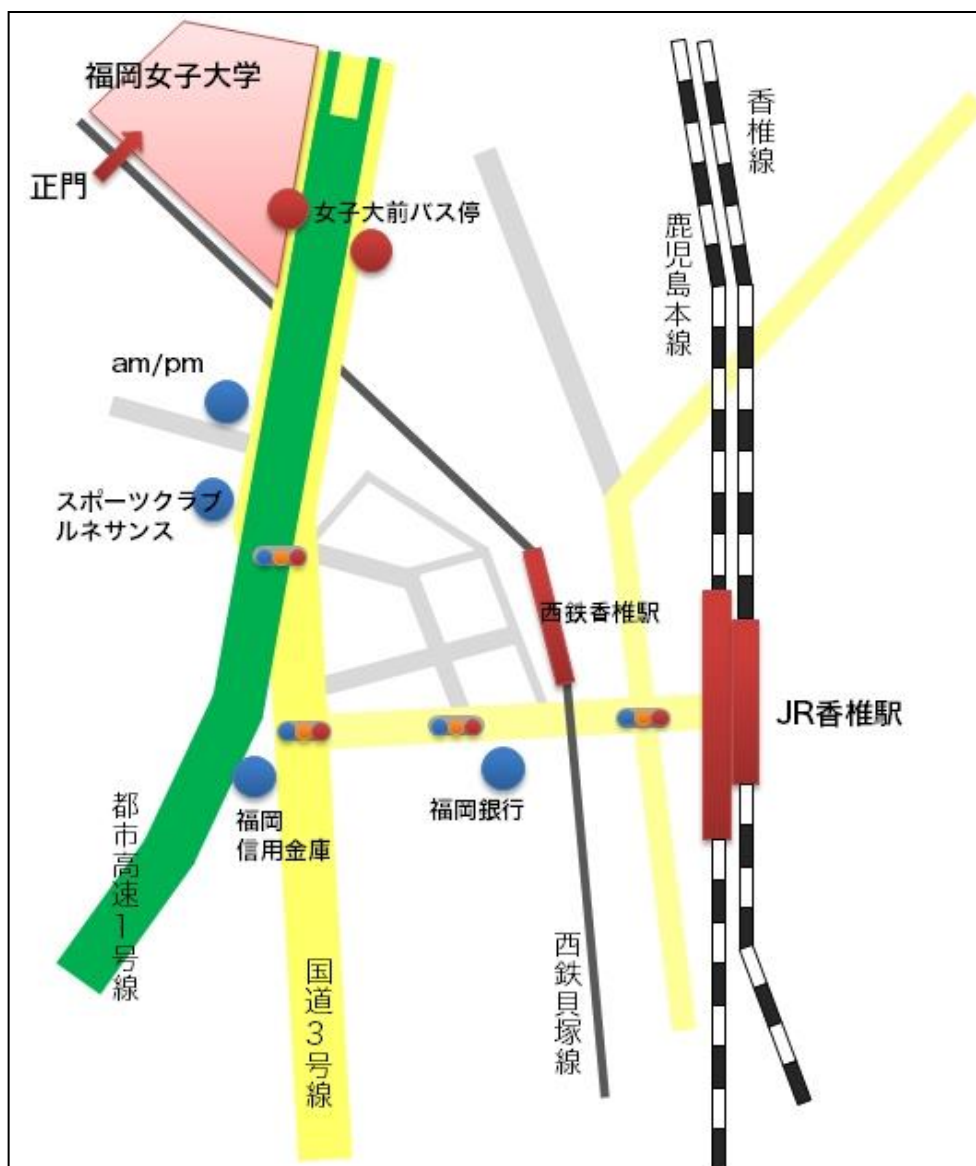 福岡女子大学
正門
香椎線
鹿児島本線
女子大前バス停
am/pm
スポーツクラブ
ルネサンス
西鉄香椎駅
JR香椎駅
福岡
信用金庫
福岡銀行
都市高速1号線
国道3号線
西鉄貝塚線